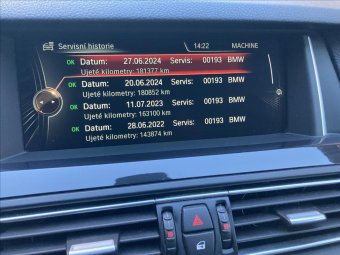 Servisní historie 14:22 MACHINE
OK Datum: 27.06.2024 Servis: 00193 BMW
Ujeté kilometry: 181377 km
OK Datum: 20.06.2024 Servis: 00193 BMW
Ujeté kilometry: 180852 km
OK Datum: 11.07.2023 Servis: 00193 BMW
Ujeté kilometry: 163100 km
OK Datum: 28.06.2022 Servis: 00193 BMW
Ujeté kilometry: 143874 km